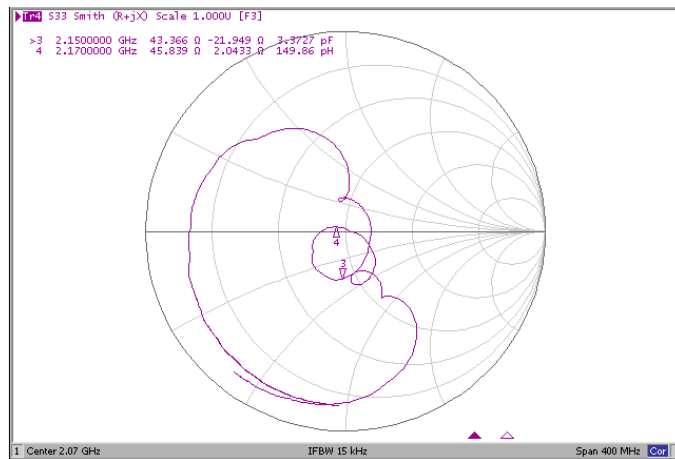 Tr4 S33 Smith (R+jX) Scale 1.000U [F3]
>3 2.1500000 GHz 43.366 Ω -21.949 Ω 3.3727 pF
4 2.1700000 GHz 45.839 Ω 2.0433 Ω 149.86 pH
4
3
1 Center 2.07 GHz IFBW 15 kHz Span 400 MHz Cor